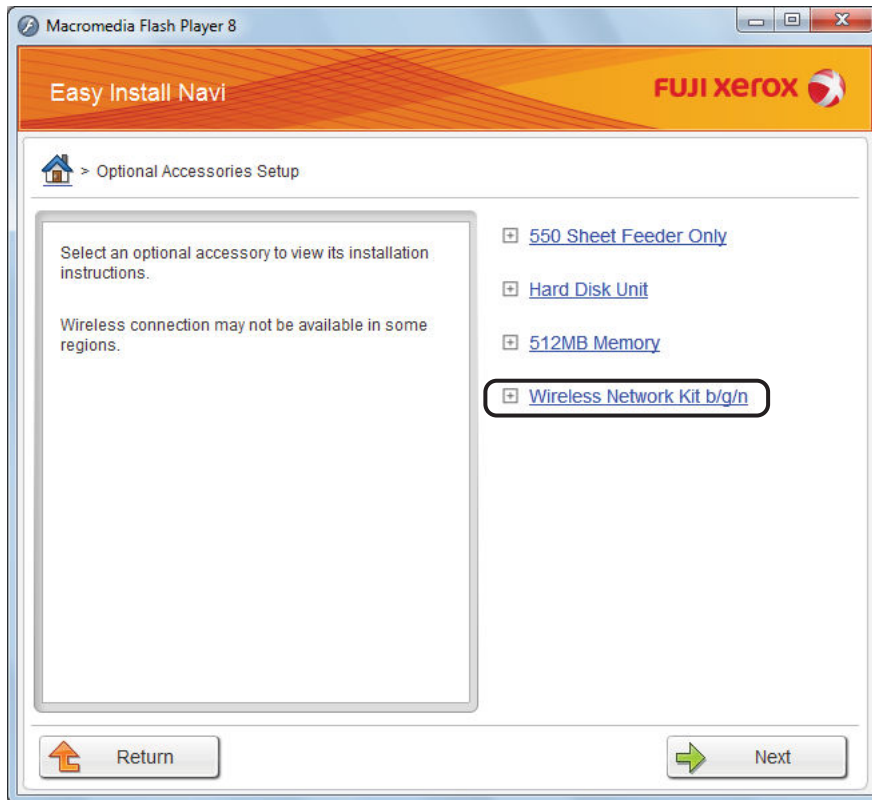 Macromedia Flash Player 8
Easy Install Navi
FUJI xerox
> Optional Accessories Setup
Select an optional accessory to view its installation
instructions.
Wireless connection may not be available in some
regions.
550 Sheet Feeder Only
Hard Disk Unit
512MB Memory
Wireless Network Kit b/g/n
Return
Next